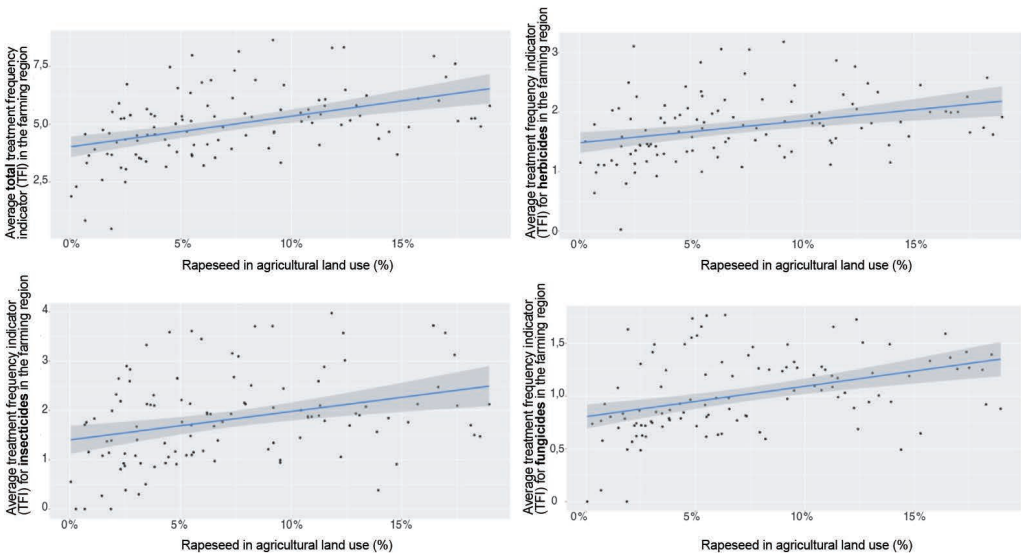 Average total treatment frequency
indicator (TFI) in the farming region
7,5
5,0
2,5
0%
5%
10%
15%
Rapeseed in agricultural land use (%)
Average treatment frequency indicator
(TFI) for herbicides in the farming region
3
2
1
0
0%
5%
10%
15%
Rapeseed in agricultural land use (%)
Average treatment frequency indicator
(TFI) for insecticides in the farming region
4
3
2
1
0
0%
5%
10%
15%
Rapeseed in agricultural land use (%)
Average treatment frequency indicator
(TFI) for fungicides in the farming region
1,5
1,0
0,5
0
0%
5%
10%
15%
Rapeseed in agricultural land use (%)